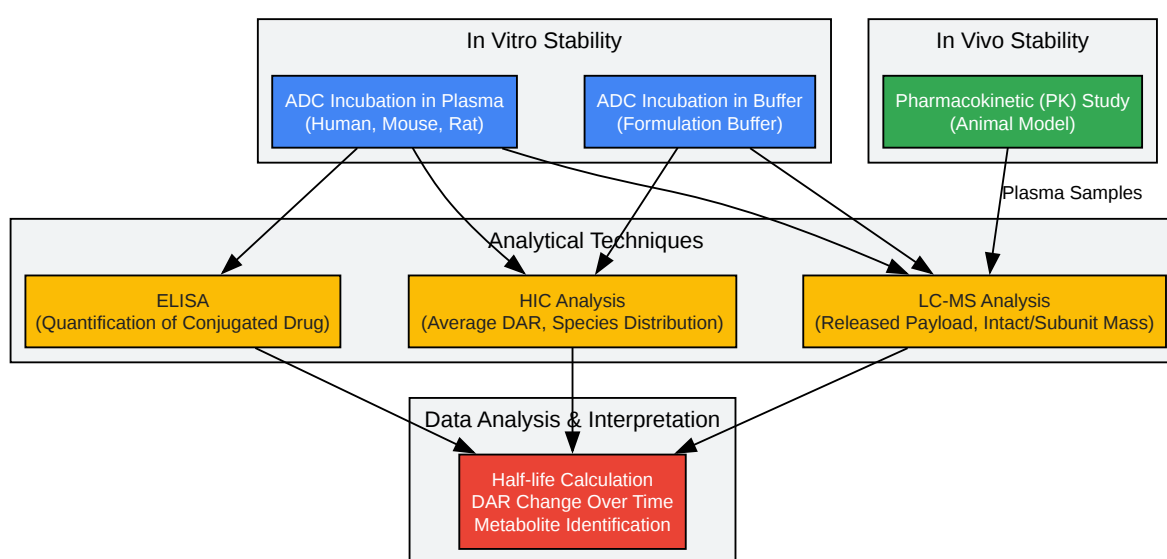 In Vitro Stability
In Vivo Stability
ADC Incubation in Plasma
(Human, Mouse, Rat)
ADC Incubation in Buffer
(Formulation Buffer)
Pharmacokinetic (PK) Study
(Animal Model)
Plasma Samples
Analytical Techniques
ELISA
(Quantification of Conjugated Drug)
HIC Analysis
(Average DAR, Species Distribution)
LC-MS Analysis
(Released Payload, Intact/Subunit Mass)
Data Analysis & Interpretation
Half-life Calculation
DAR Change Over Time
Metabolite Identification